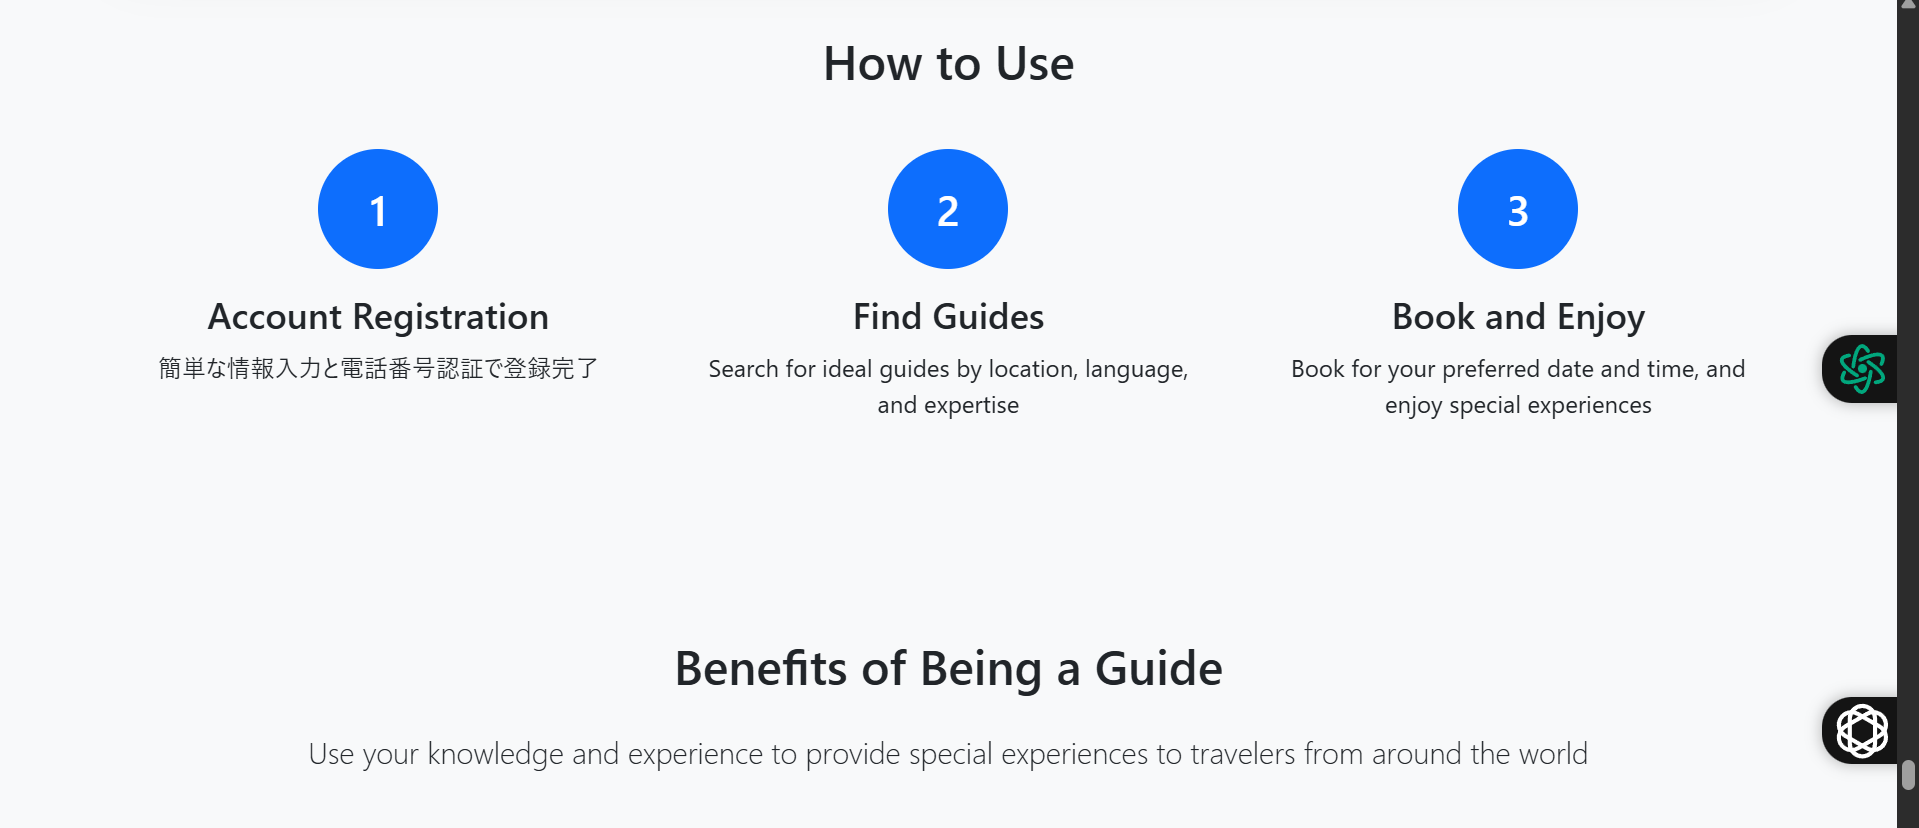 How to Use
1
2
3
Account Registration
簡単な情報入力と電話番号認証で登録完了
Find Guides
Search for ideal guides by location, language,
and expertise
Book and Enjoy
Book for your preferred date and time, and
enjoy special experiences
Benefits of Being a Guide
Use your knowledge and experience to provide special experiences to travelers from around the world